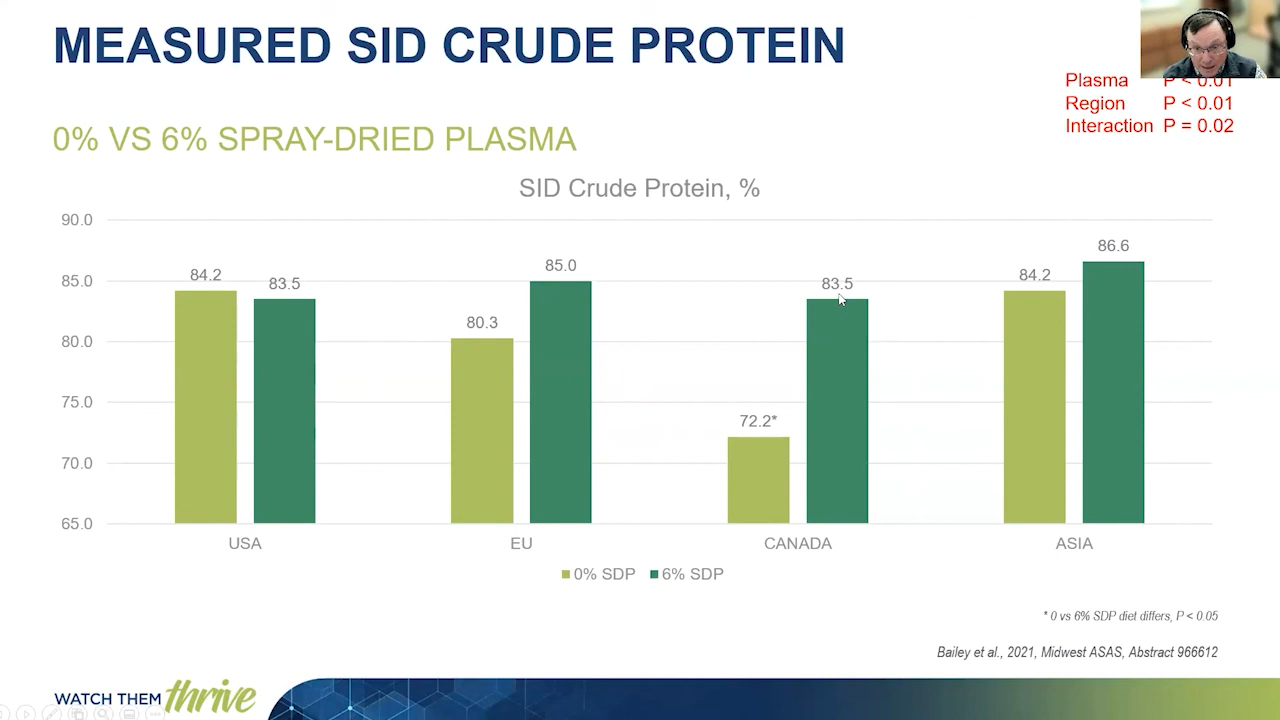 MEASURED SID CRUDE PROTEIN
Plasma P < 0.01
Region P < 0.01
Interaction P = 0.02
0% VS 6% SPRAY-DRIED PLASMA
SID Crude Protein, %
90.0
85.0
80.0
75.0
70.0
65.0
84.2
83.5
80.3
85.0
72.2*
83.5
84.2
86.6
USA
EU
CANADA
ASIA
0% SDP
6% SDP
* 0 vs 6% SDP diet differs, P < 0.05
Bailey et al., 2021, Midwest ASAS, Abstract 966612
WATCH THEM thrive